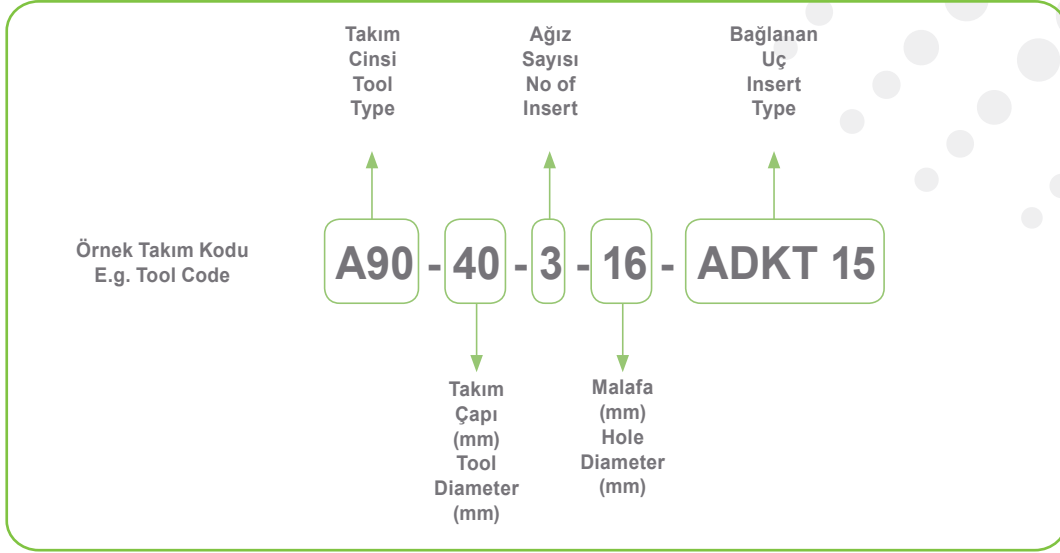 Takım
Cinsi
Tool
Type
Ağız
Sayısı
No of
Insert
Bağlanan
Uç
Insert
Type
Örnek Takım Kodu
E.g. Tool Code
A90 - 40 - 3 - 16 - ADKT 15
Takım
Çapı
(mm)
Tool
Diameter
(mm)
Malafa
(mm)
Hole
Diameter
(mm)